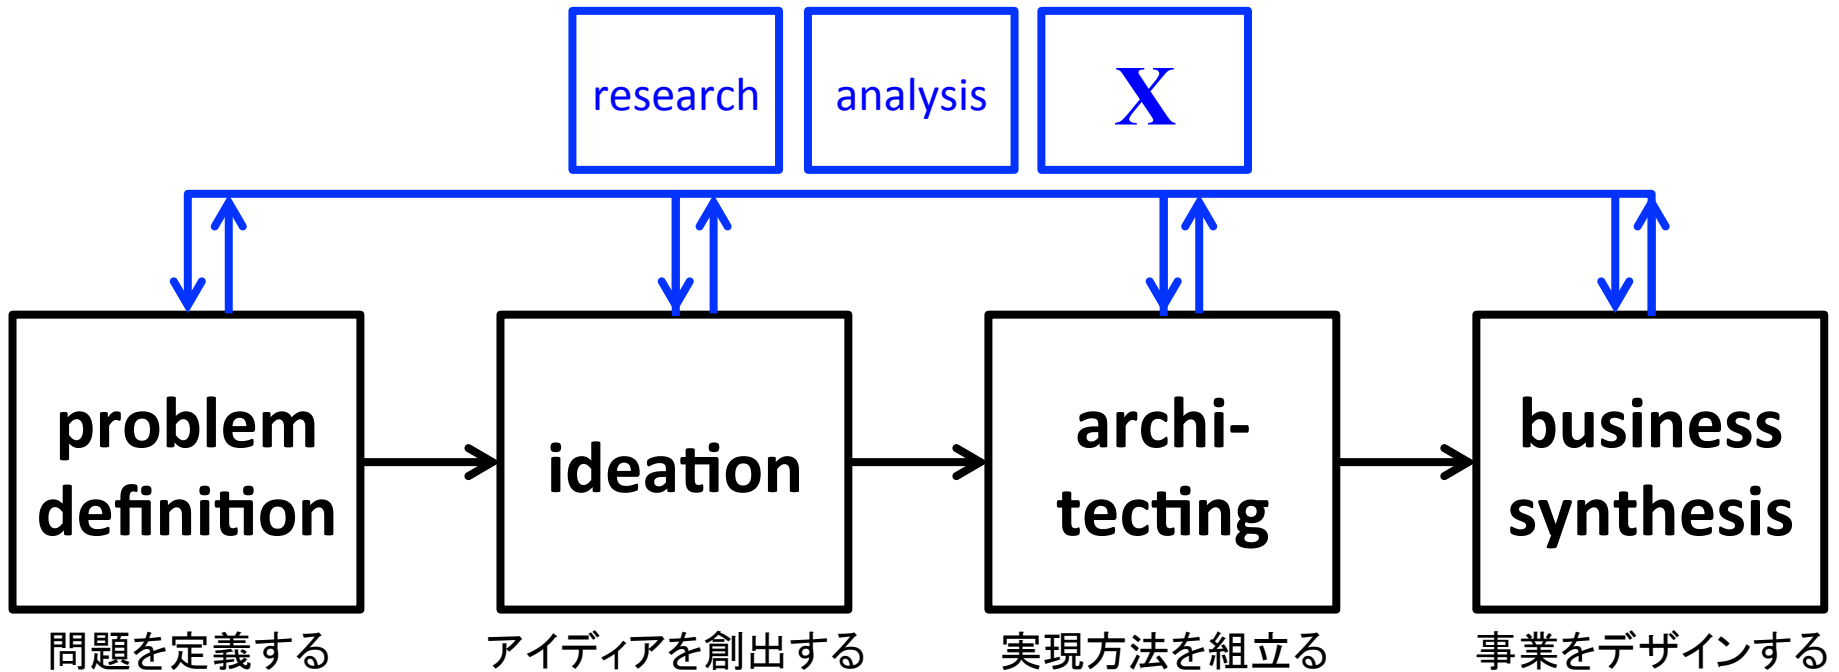 research
analysis
X
problem
definition
ideation
archi-
tecting
business
synthesis
問題を定義する
アイディアを創出する
実現方法を組立る
事業をデザインする